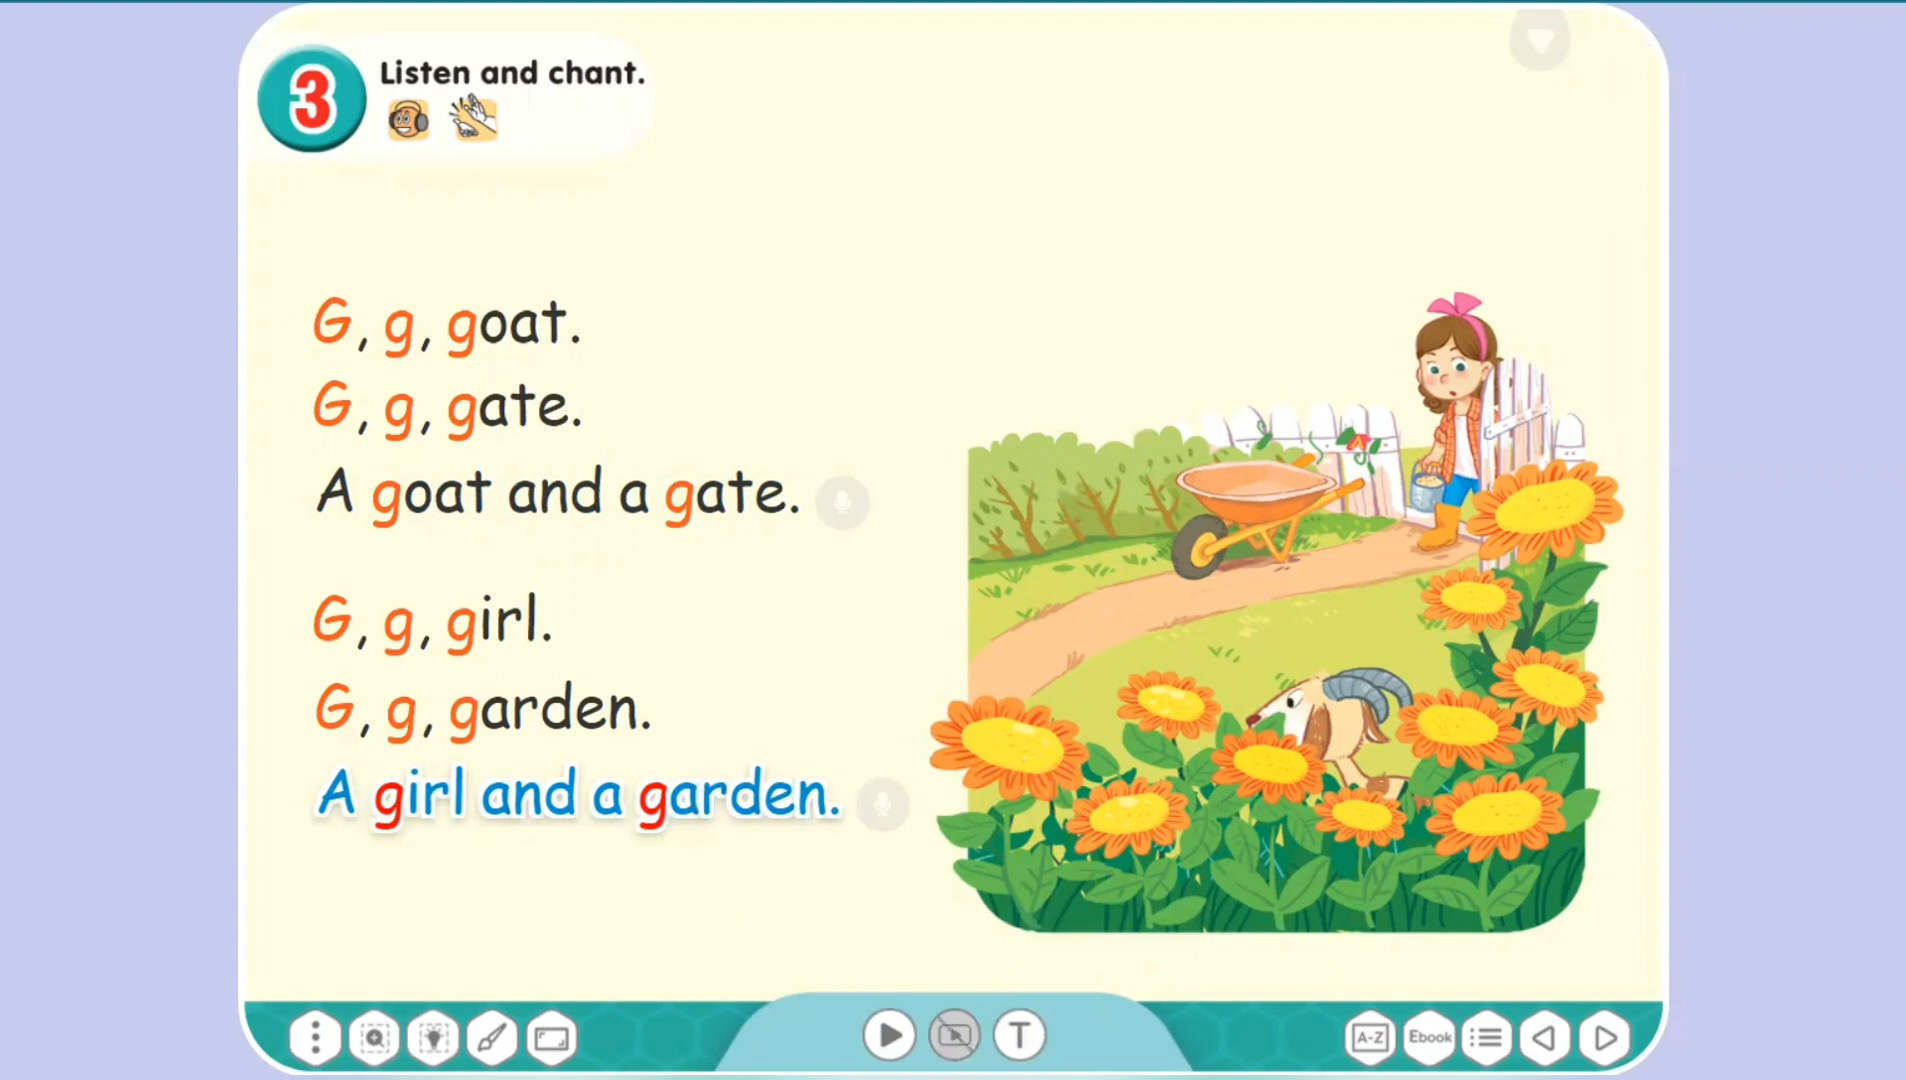 3
Listen and chant.
G, g, goat.
G, g, gate.
A goat and a gate.
G, g, girl.
G, g, garden.
A girl and a garden.
T
A-Z
Ebook